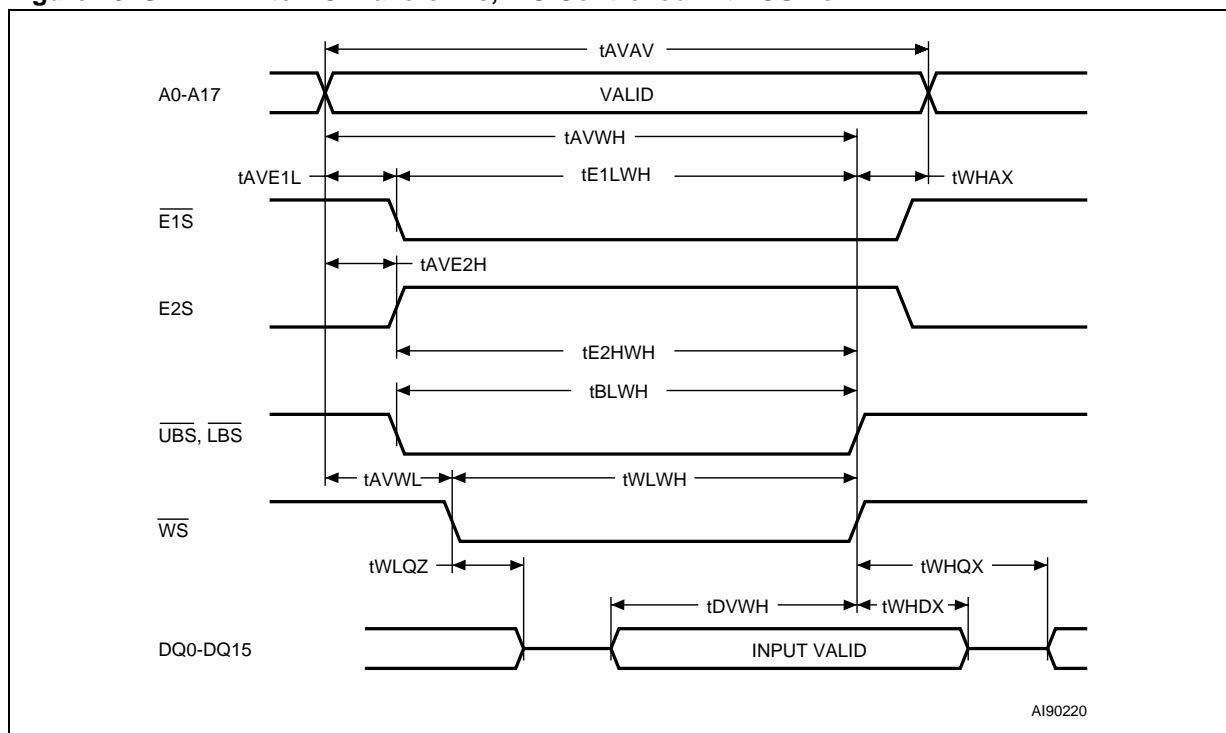 tAVAV
A0-A17
VALID
tAVWH
tAVE1L
tE1LWH
tWHAX
E1S
tAVE2H
E2S
tE2HWH
tBLWH
UBS, LBS
tAVWL
tWLWH
WS
tWLQZ
tWHQX
tDVWH
tWHDX
DQ0-DQ15
INPUT VALID
AI90220